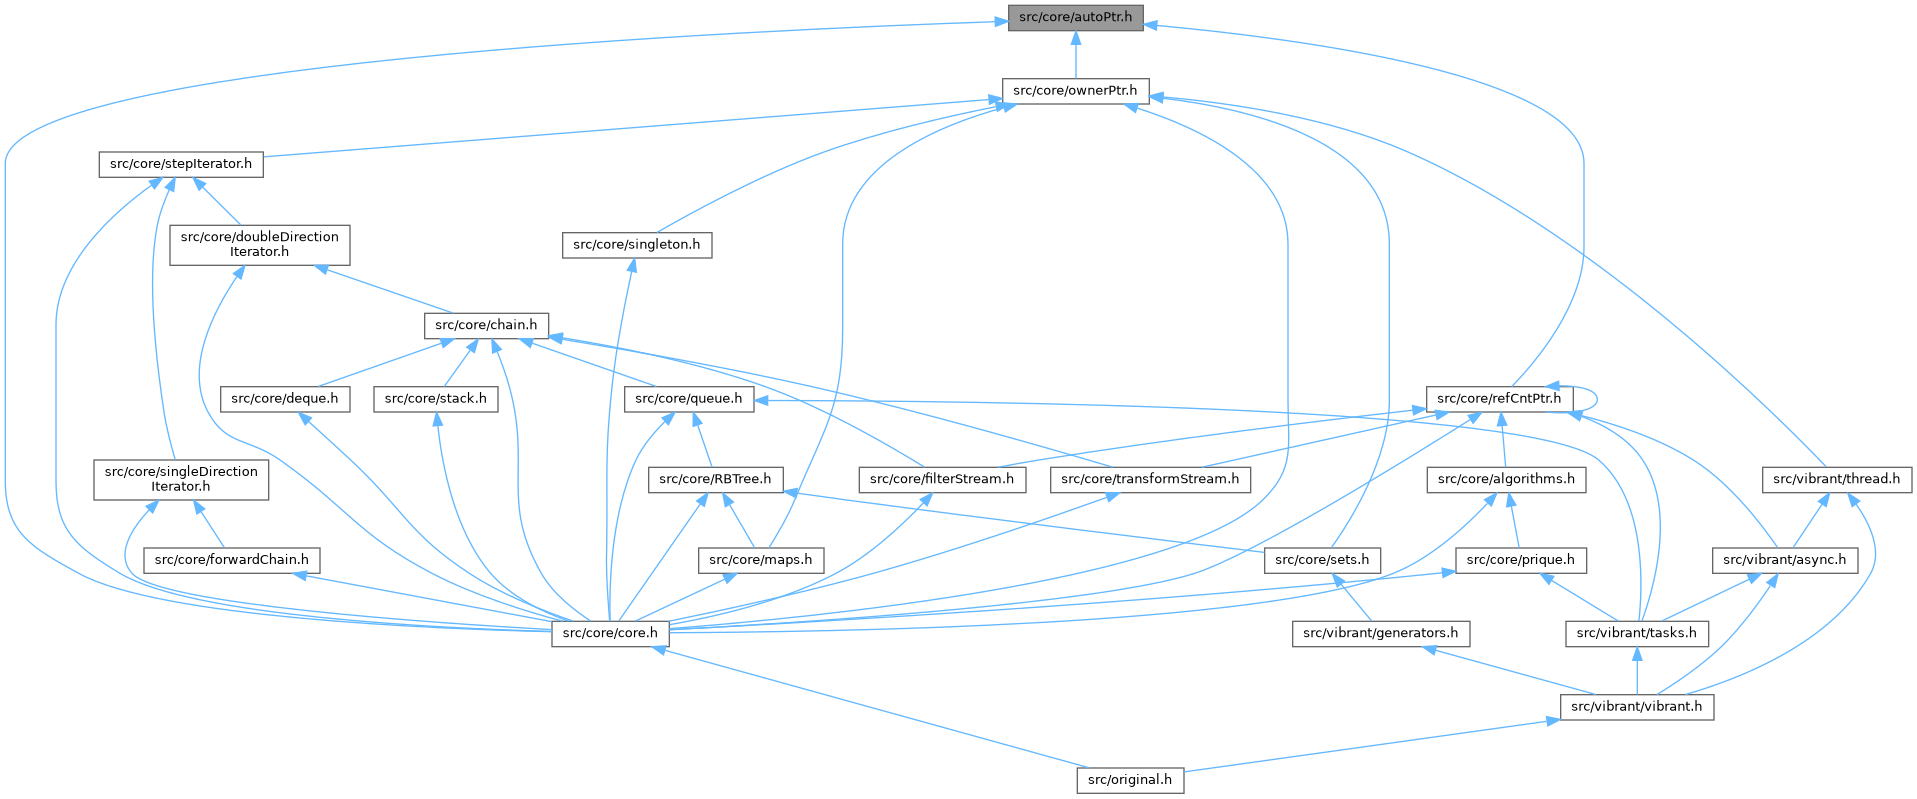 src/core/autoPtr.h
src/core/ownerPtr.h
src/core/stepIterator.h
src/core/doubleDirection
Iterator.h
src/core/singleton.h
src/core/chain.h
src/core/deque.h
src/core/stack.h
src/core/queue.h
src/core/refCntPtr.h
src/core/singleDirection
Iterator.h
src/core/RBTree.h
src/core/filterStream.h
src/core/transformStream.h
src/core/algorithms.h
src/vibrant/thread.h
src/core/forwardChain.h
src/core/maps.h
src/core/sets.h
src/core/prique.h
src/vibrant/async.h
src/core/core.h
src/vibrant/generators.h
src/vibrant/tasks.h
src/vibrant/vibrant.h
src/original.h